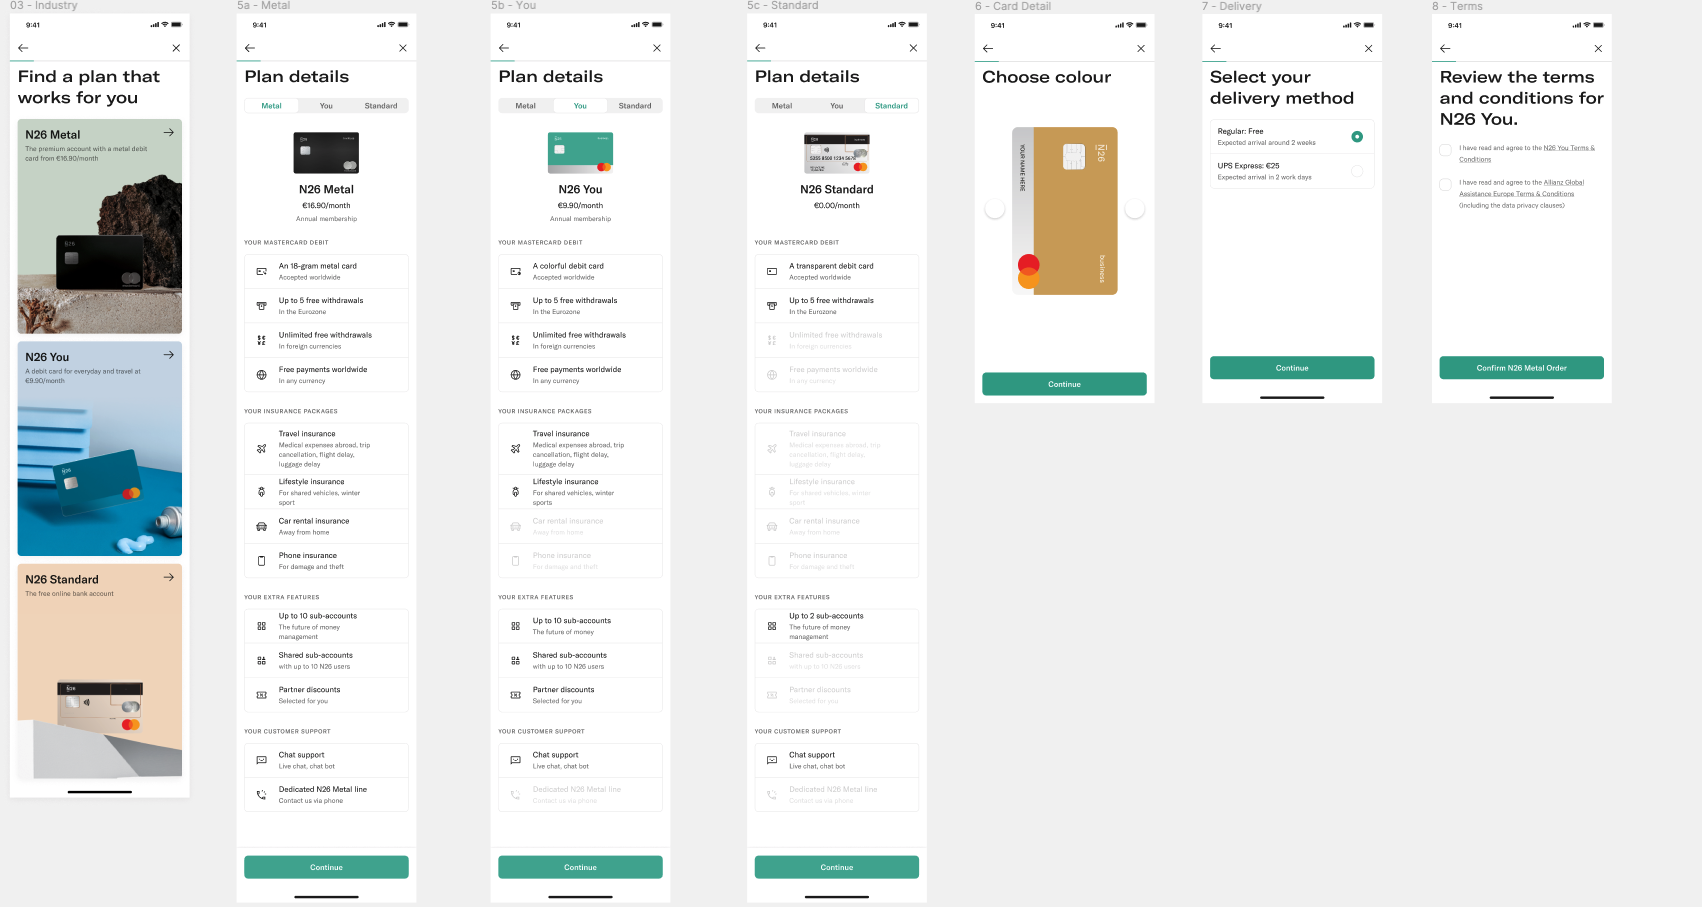 03 - Industry
9:41
Find a plan that
works for you
N26 Metal
The premium account with a metal debit
card from €16.90/month
N26
N26 You
A debit card for everyday and travel at
€9.90/month
N26
N26 Standard
The free online bank account
N26
5a - Metal
9:41
Plan details
Metal You Standard
N26 Metal
€16.90/month
Annual membership
YOUR MASTERCARD DEBIT
An 18-gram metal card
Accepted worldwide
Up to 5 free withdrawals
In the Eurozone
Unlimited free withdrawals
In foreign currencies
Free payments worldwide
In any currency
YOUR INSURANCE PACKAGES
Travel insurance
Medical expenses abroad, trip
cancellation, flight delay,
luggage delay
Lifestyle insurance
For shared vehicles, winter
sport
Car rental insurance
Away from home
Phone insurance
For damage and theft
YOUR EXTRA FEATURES
Up to 10 sub-accounts
The future of money
management
Shared sub-accounts
with up to 10 N26 users
Partner discounts
Selected for you
YOUR CUSTOMER SUPPORT
Chat support
Live chat, chat bot
Dedicated N26 Metal line
Contact us via phone
Continue
5b - You
9:41
Plan details
Metal You Standard
N26 You
€9.90/month
Annual membership
YOUR MASTERCARD DEBIT
A colorful debit card
Accepted worldwide
Up to 5 free withdrawals
In the Eurozone
Unlimited free withdrawals
In foreign currencies
Free payments worldwide
In any currency
YOUR INSURANCE PACKAGES
Travel insurance
Medical expenses abroad, trip
cancellation, flight delay,
luggage delay
Lifestyle insurance
For shared vehicles, winter
sports
Car rental insurance
Away from home
Phone insurance
For damage and theft
YOUR EXTRA FEATURES
Up to 10 sub-accounts
The future of money
Shared sub-accounts
with up to 10 N26 users
Partner discounts
Selected for you
YOUR CUSTOMER SUPPORT
Chat support
Live chat, chat bot
Dedicated N26 Metal line
Contact us via phone
Continue
5c - Standard
9:41
Plan details
Metal You Standard
5355 8500 1234 5678
N26 Standard
€0.00/month
YOUR MASTERCARD DEBIT
A transparent debit card
Accepted worldwide
Up to 5 free withdrawals
In the Eurozone
Unlimited free withdrawals
In foreign currencies
Free payments worldwide
In any currency
YOUR INSURANCE PACKAGES
Travel insurance
Medical expenses abroad, trip
cancellation, flight delay,
luggage delay
Lifestyle insurance
For shared vehicles, winter
sport
Car rental insurance
Away from home
Phone insurance
For damage and theft
YOUR EXTRA FEATURES
Up to 2 sub-accounts
The future of money
management
Shared sub-accounts
with up to 10 N26 users
Partner discounts
Selected for you
YOUR CUSTOMER SUPPORT
Chat support
Live chat, chat bot
Dedicated N26 Metal line
Contact us via phone
Continue
6 - Card Detail
9:41
Choose colour
YOUR NAME HERE
N26
business
Continue
7 - Delivery
9:41
Select your
delivery method
Regular: Free
Expected arrival around 2 weeks
UPS Express: €25
Expected arrival in 2 work days
Continue
8 - Terms
9:41
Review the terms
and conditions for
N26 You.
I have read and agree to the N26 You Terms &
Conditions
I have read and agree to the Allianz Global
Assistance Europe Terms & Conditions
(including the data privacy clauses)
Confirm N26 Metal Order